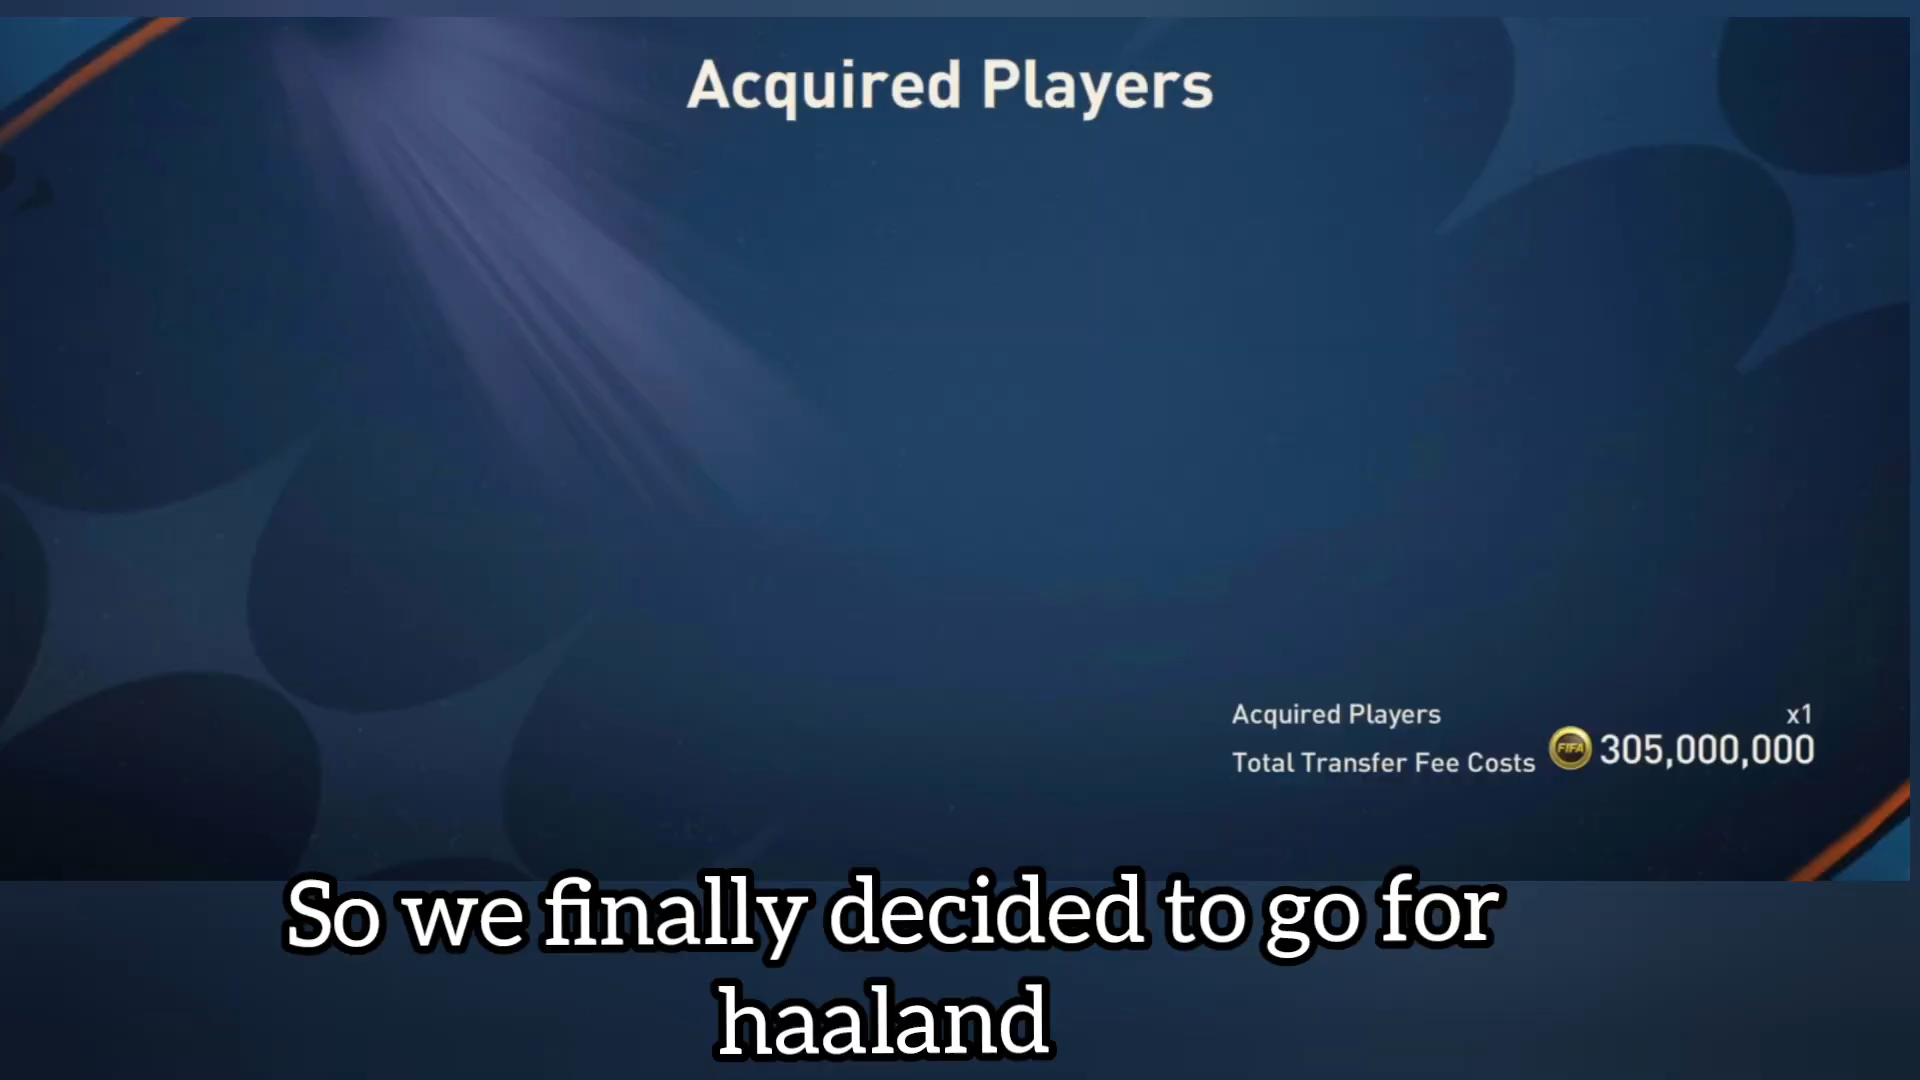 Acquired Players
Acquired Players x1
Total Transfer Fee Costs FIFA 305,000,000
So we finally decided to go for
haaland